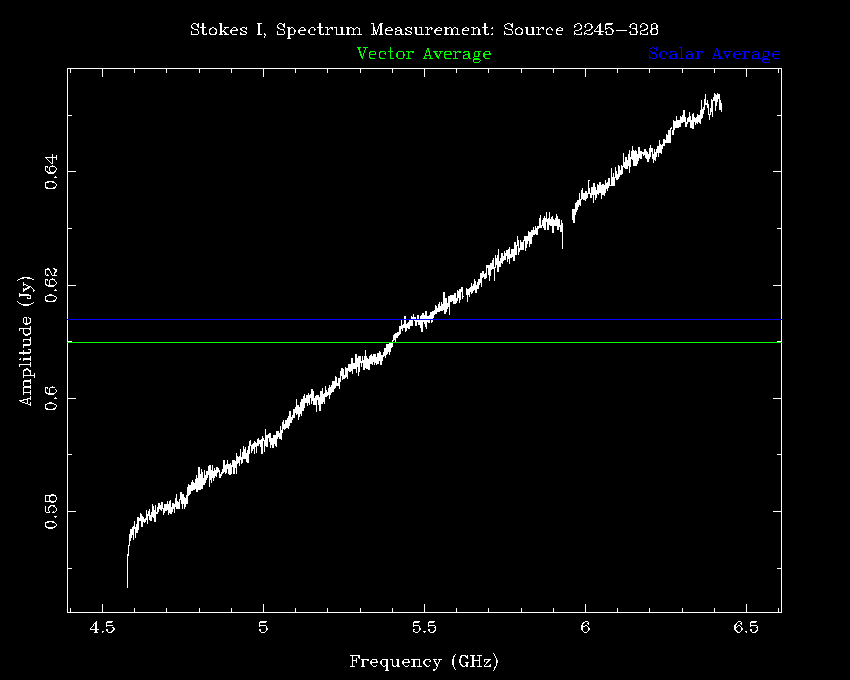 Stokes I, Spectrum Measurement: Source 2245−328
Vector Average
Scalar Average
0.64
0.62
0.6
0.58
Amplitude (Jy)
4.5 5 5.5 6 6.5
Frequency (GHz)